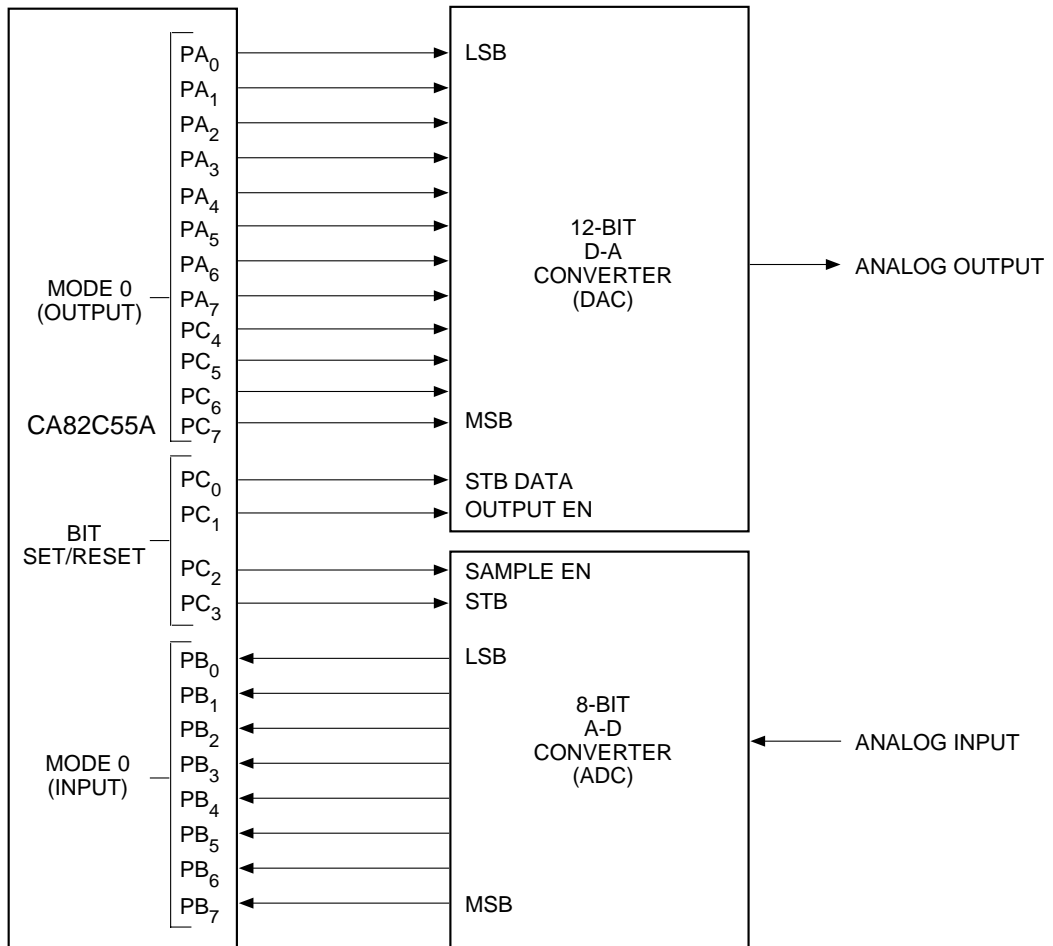 PA0 LSB
PA1
PA2
PA3
PA4
PA5
PA6
PA7
PC4
PC5
PC6
PC7 MSB
MODE 0
(OUTPUT)
CA82C55A
12-BIT
D-A
CONVERTER
(DAC)
ANALOG OUTPUT
PC0 STB DATA
PC1 OUTPUT EN
BIT
SET/RESET
PC2 SAMPLE EN
PC3 STB
PB0 LSB
PB1
PB2
PB3
PB4
PB5
PB6
PB7 MSB
MODE 0
(INPUT)
8-BIT
A-D
CONVERTER
(ADC)
ANALOG INPUT